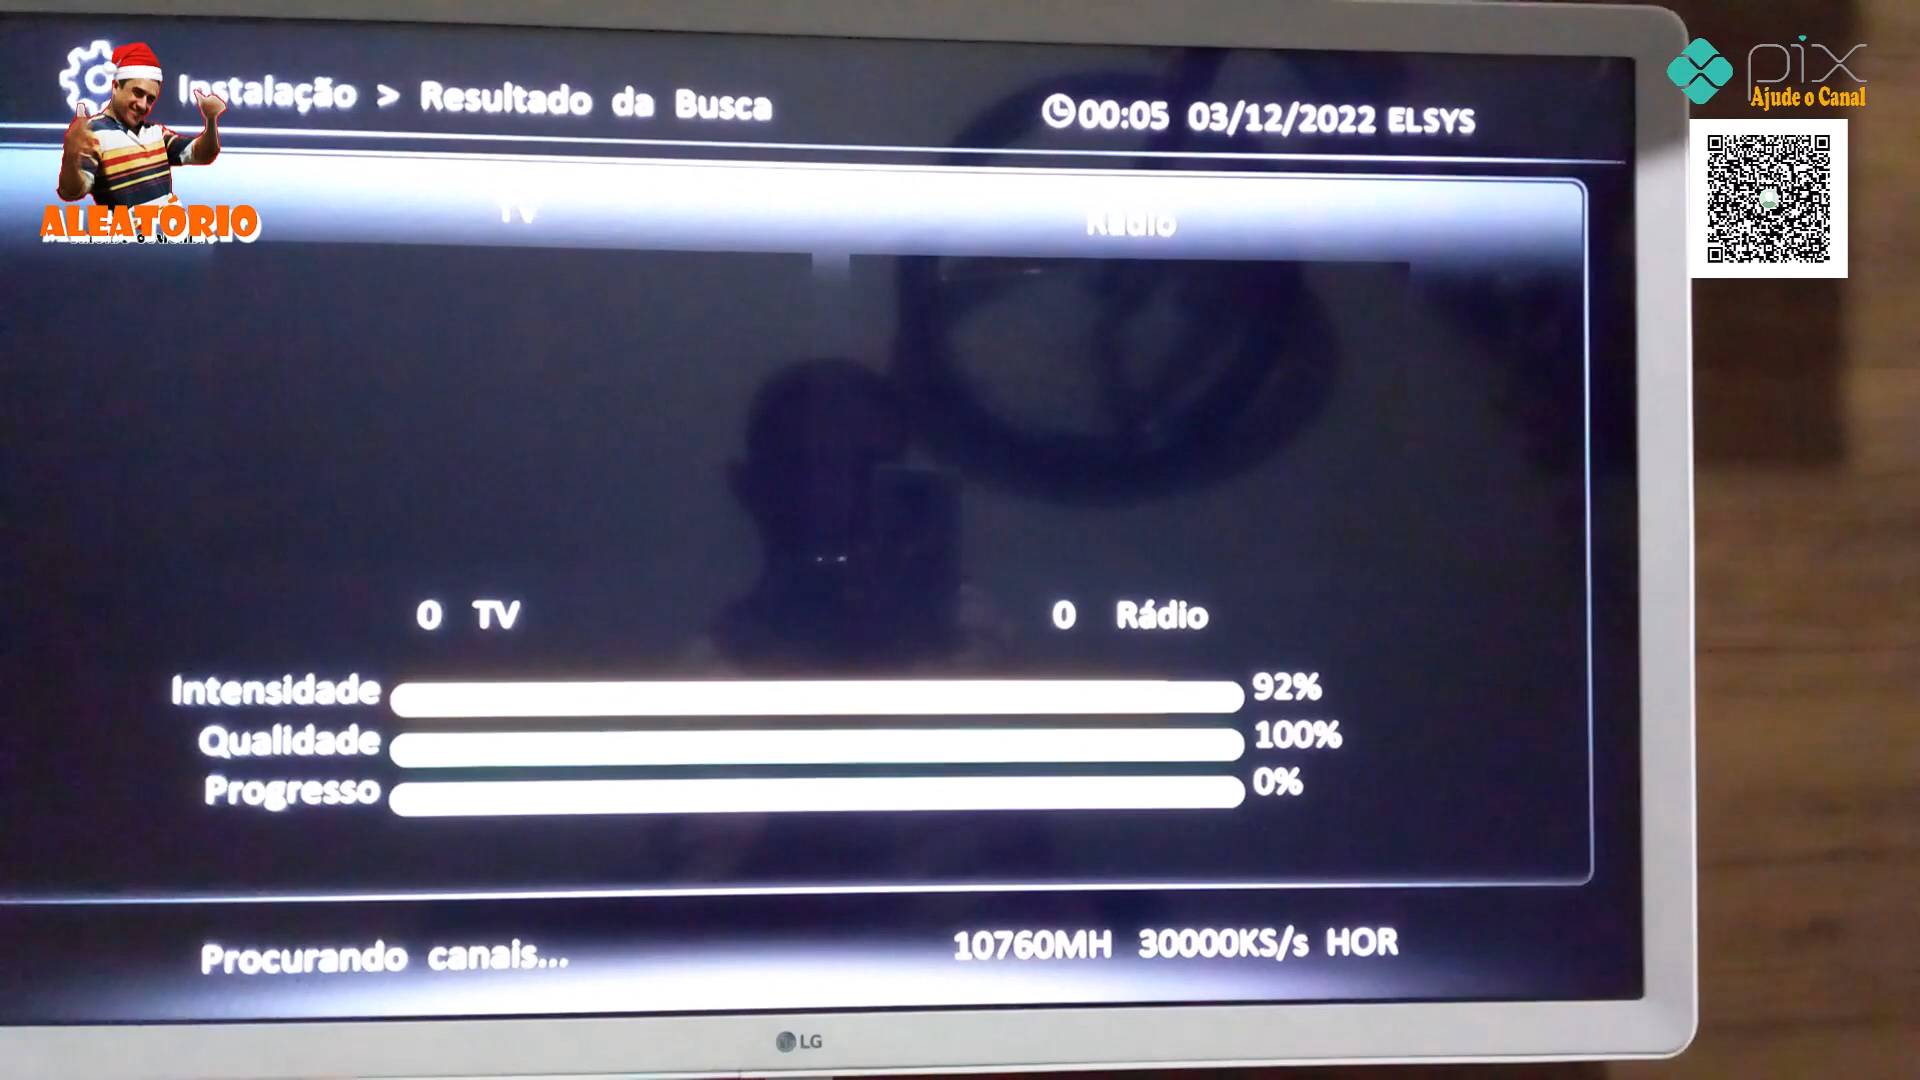 Instalação > Resultado da Busca
00:05 03/12/2022 ELSYS
pix
Ajude o Canal
ALEATÓRIO
TV
Rádio
0 TV
0 Rádio
Intensidade 92%
Qualidade 100%
Progresso 0%
Procurando canais...
10760MH 30000KS/s HOR
LG